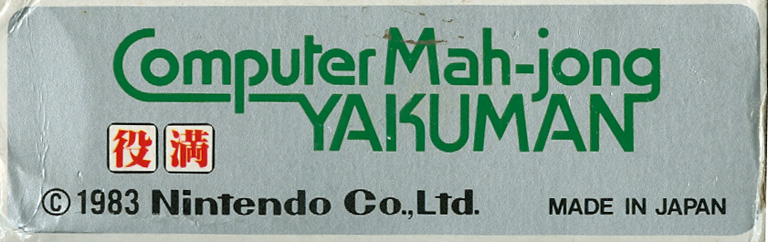 Computer Mah-jong
YAKUMAN
役満
© 1983 Nintendo Co.,Ltd. MADE IN JAPAN